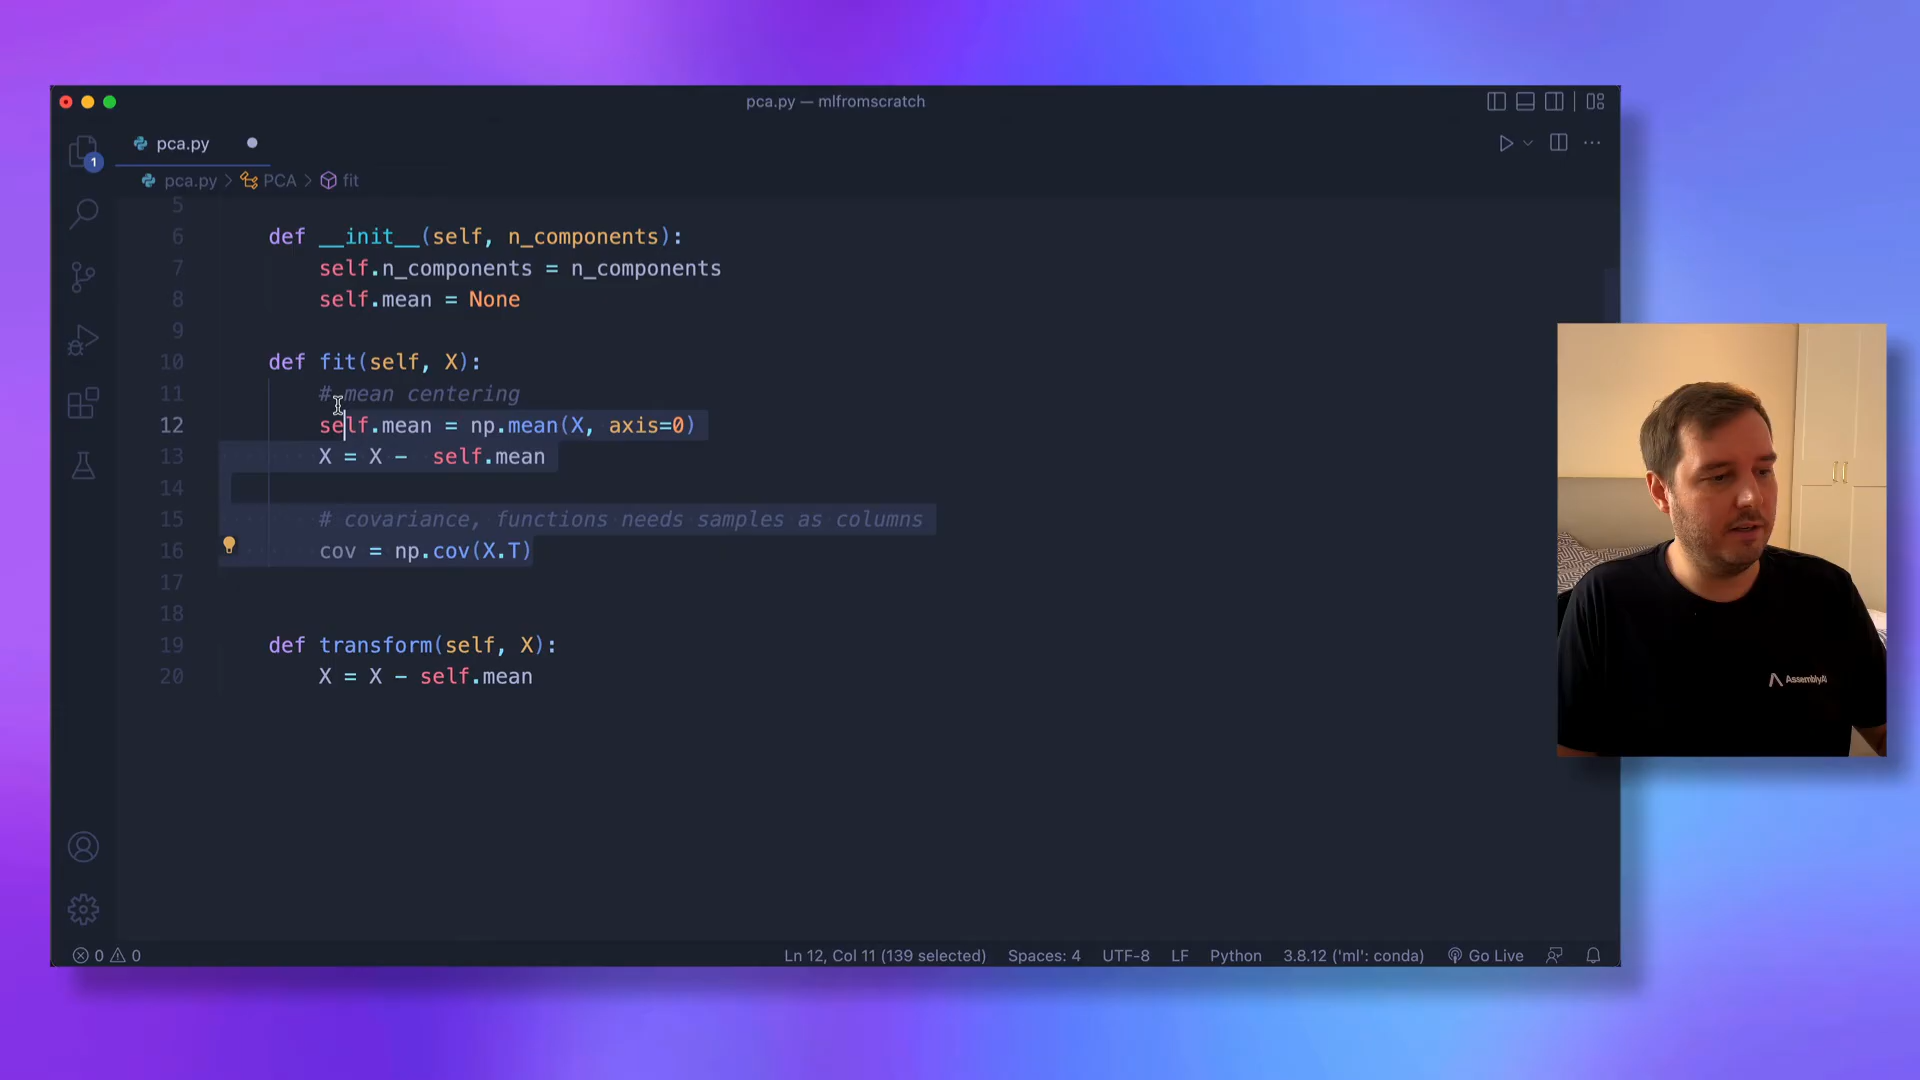 pca.py — mlfromscratch
pca.py
1
pca.py > PCA > fit
5
6 def __init__(self, n_components):
7 self.n_components = n_components
8 self.mean = None
9
10 def fit(self, X):
11 # mean centering
12 self.mean = np.mean(X, axis=0)
13 X = X - self.mean
14
15 # covariance, functions needs samples as columns
16 cov = np.cov(X.T)
17
18
19 def transform(self, X):
20 X = X - self.mean
AssemblyAI
0 0 Ln 12, Col 11 (139 selected) Spaces: 4 UTF-8 LF Python 3.8.12 ('ml': conda) Go Live